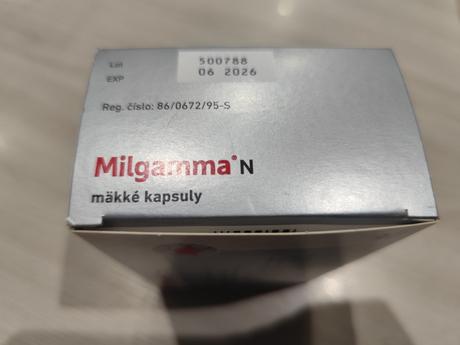 Lot 500788
EXP 06 2026
Reg. číslo: 86/0672/95-S
Milgamma® N
mäkké kapsuly